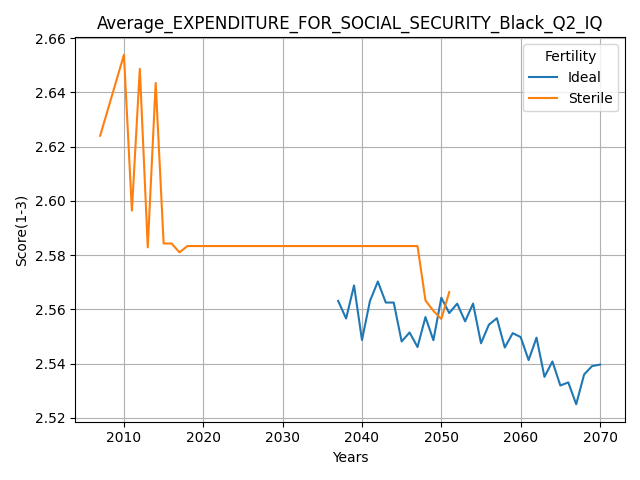 Average_EXPENDITURE_FOR_SOCIAL_SECURITY_Black_Q2_IQ
Fertility
Ideal
Sterile
Score(1-3)
2.66
2.64
2.62
2.60
2.58
2.56
2.54
2.52
2010 2020 2030 2040 2050 2060 2070
Years